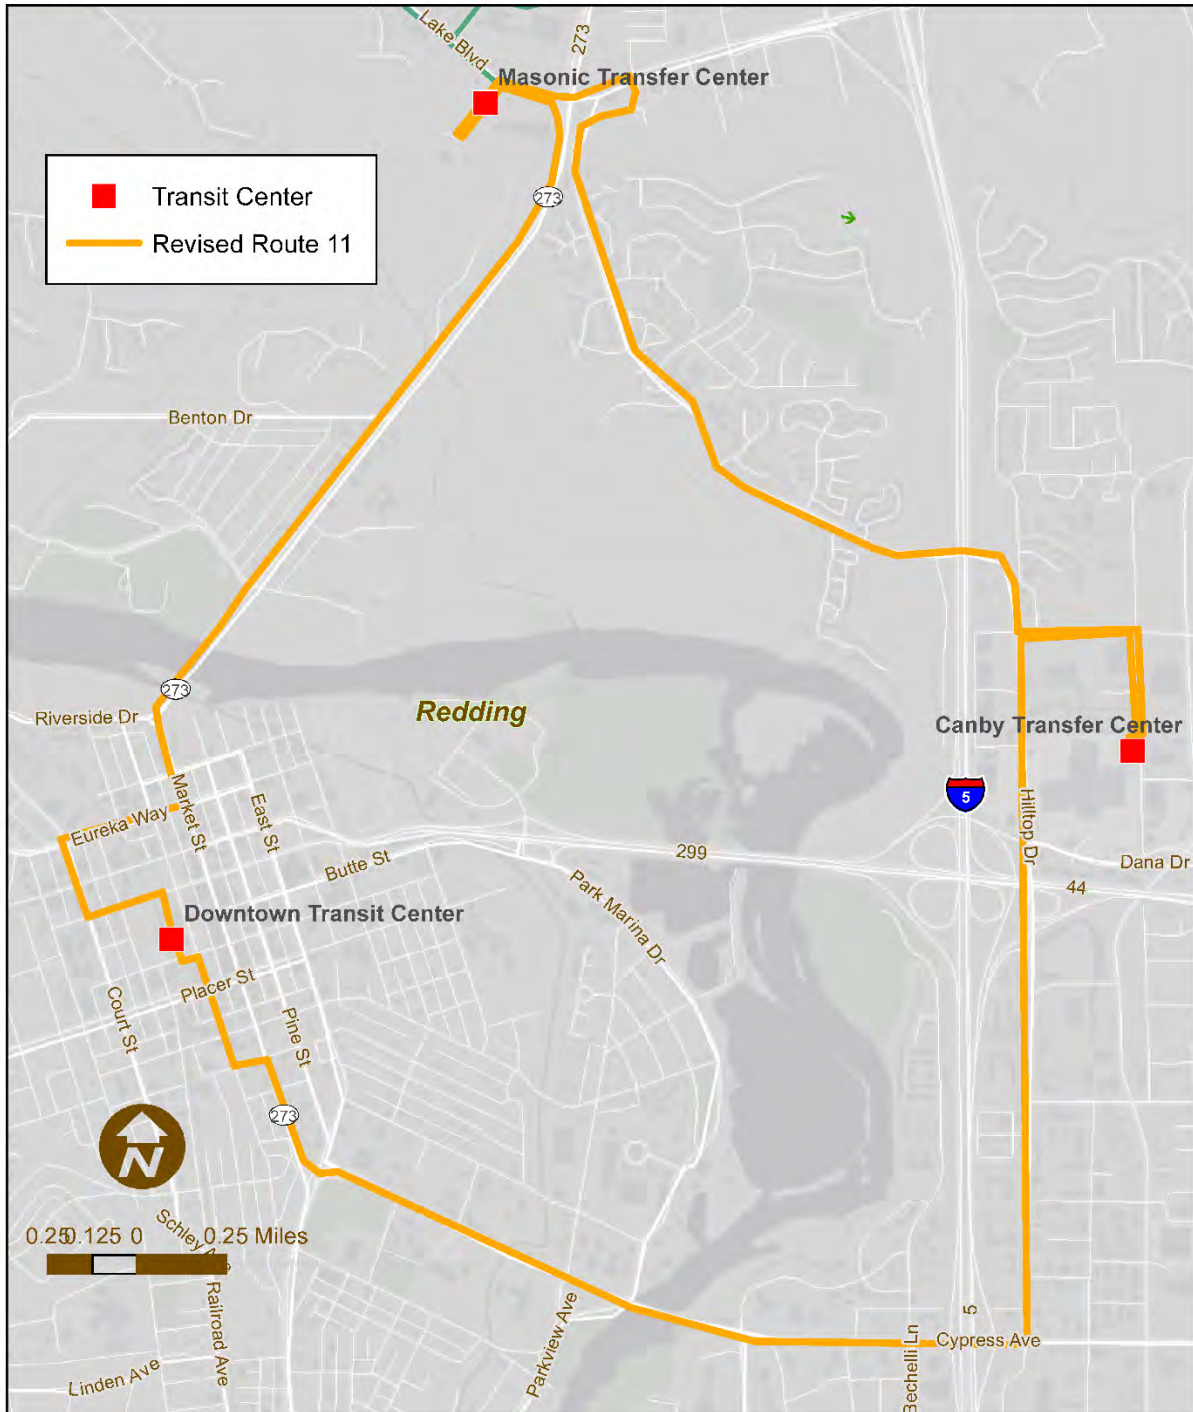 Lake Blvd
273
Masonic Transfer Center
Transit Center
Revised Route 11
273
Benton Dr
273
Riverside Dr
Redding
Canby Transfer Center
Market St
East St
Eureka Way
5
Hilltop Dr
Butte St
299
Dana Dr
44
Park Marina Dr
Downtown Transit Center
Placer St
Court St
Pine St
273
N
Schley Ave
0.25 0.125 0 0.25 Miles
Railroad Ave
Linden Ave
Parkview Ave
5
Bechelli Ln
Cypress Ave